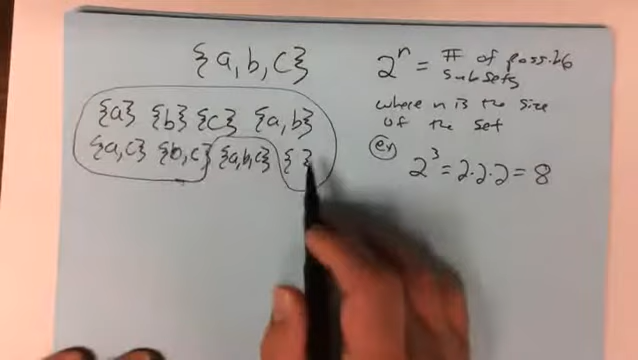 {a, b, c}
{a} {b} {c} {a, b}
{a, c} {b, c} {a, b, c} { }
2ⁿ = # of possible
subsets
where n is the size
of the set
ex 2³ = 2·2·2 = 8